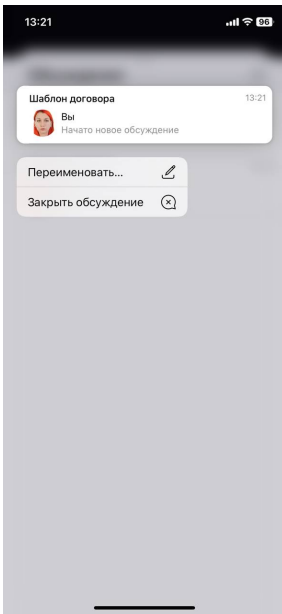 13:21
96
Шаблон договора
13:21
Вы
Начато новое обсуждение
Переименовать...
Закрыть обсуждение